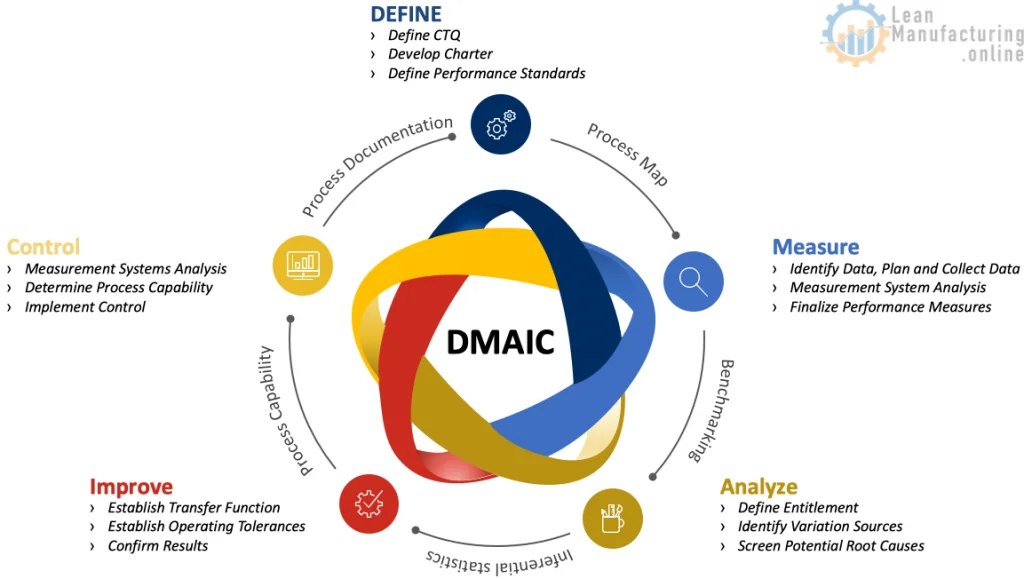 Lean
Manufacturing
.online
DEFINE
› Define CTQ
› Develop Charter
› Define Performance Standards
Process Documentation
Process Map
Control
› Measurement Systems Analysis
› Determine Process Capability
› Implement Control
Measure
› Identify Data, Plan and Collect Data
› Measurement System Analysis
› Finalize Performance Measures
DMAIC
Process Capability
Benchmarking
Improve
› Establish Transfer Function
› Establish Operating Tolerances
› Confirm Results
Analyze
› Define Entitlement
› Identify Variation Sources
› Screen Potential Root Causes
Inferential statistics